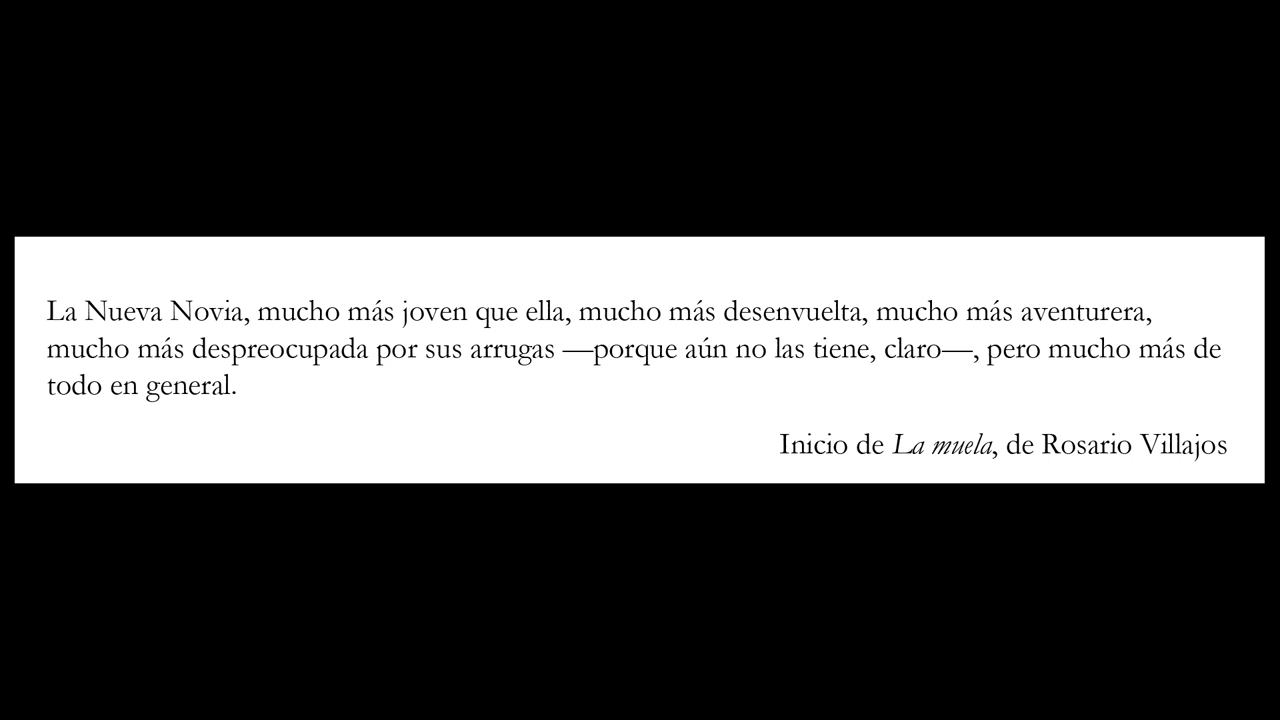 La Nueva Novia, mucho más joven que ella, mucho más desenvuelta, mucho más aventurera,
mucho más despreocupada por sus arrugas —porque aún no las tiene, claro—, pero mucho más de
todo en general.
Inicio de La muela, de Rosario Villajos